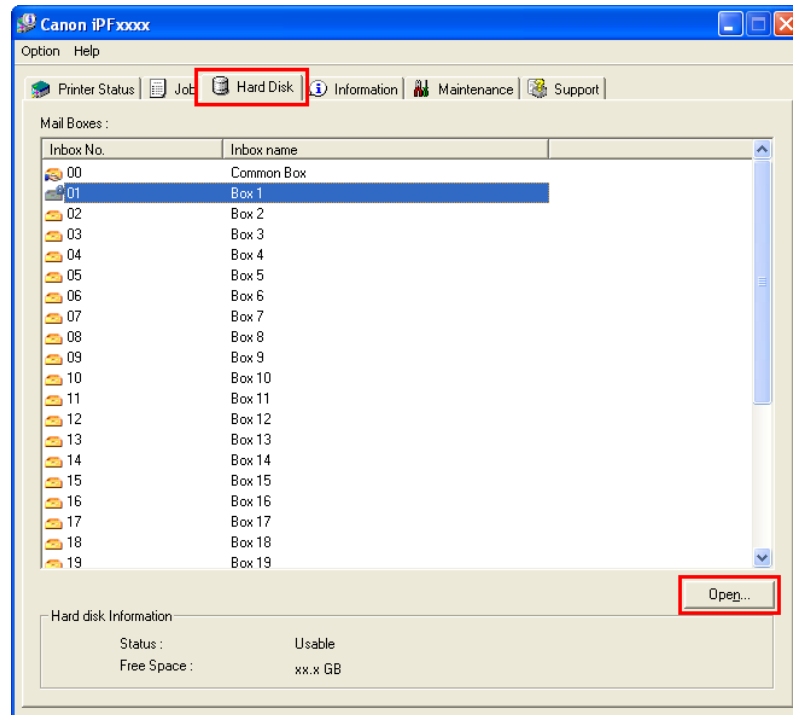 Canon iPFxxxx
Option Help
Printer Status Job Hard Disk Information Maintenance Support
Mail Boxes :
Inbox No. Inbox name
00 Common Box
01 Box 1
02 Box 2
03 Box 3
04 Box 4
05 Box 5
06 Box 6
07 Box 7
08 Box 8
09 Box 9
10 Box 10
11 Box 11
12 Box 12
13 Box 13
14 Box 14
15 Box 15
16 Box 16
17 Box 17
18 Box 18
19 Box 19
Open...
Hard disk Information
Status : Usable
Free Space : xx.x GB